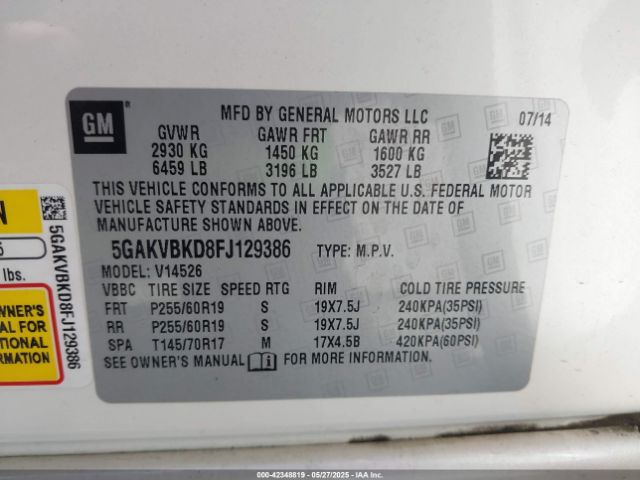 GM
MFD BY GENERAL MOTORS LLC 07/14
GVWR GAWR FRT GAWR RR
2930 KG 1450 KG 1600 KG
6459 LB 3196 LB 3527 LB
THIS VEHICLE CONFORMS TO ALL APPLICABLE U.S. FEDERAL MOTOR
VEHICLE SAFETY STANDARDS IN EFFECT ON THE DATE OF
MANUFACTURE SHOWN ABOVE.
5GAKVBKD8FJ129386 TYPE: M.P.V.
MODEL: V14526
VBBC TIRE SIZE SPEED RTG RIM COLD TIRE PRESSURE
FRT P255/60R19 S 19X7.5J 240KPA(35PSI)
RR P255/60R19 S 19X7.5J 240KPA(35PSI)
SPA T145/70R17 M 17X4.5B 420KPA(60PSI)
SEE OWNER'S MANUAL FOR MORE INFORMATION.
5GAKVBKD8FJ129386
lbs.
WNER'S
AL FOR
TIONAL
MATION
000-42348819 - 05/27/2025 - IAAI.COM - COPYRIGHT IAA, LLC